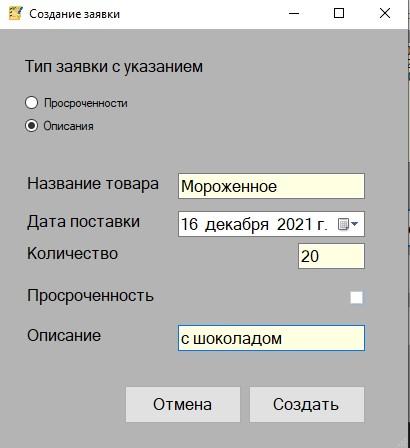 Создание заявки
Тип заявки с указанием
Просроченности
Описания
Название товара Мороженное
Дата поставки 16 декабря 2021 г.
Количество 20
Просроченность
Описание с шоколадом
Отмена Создать